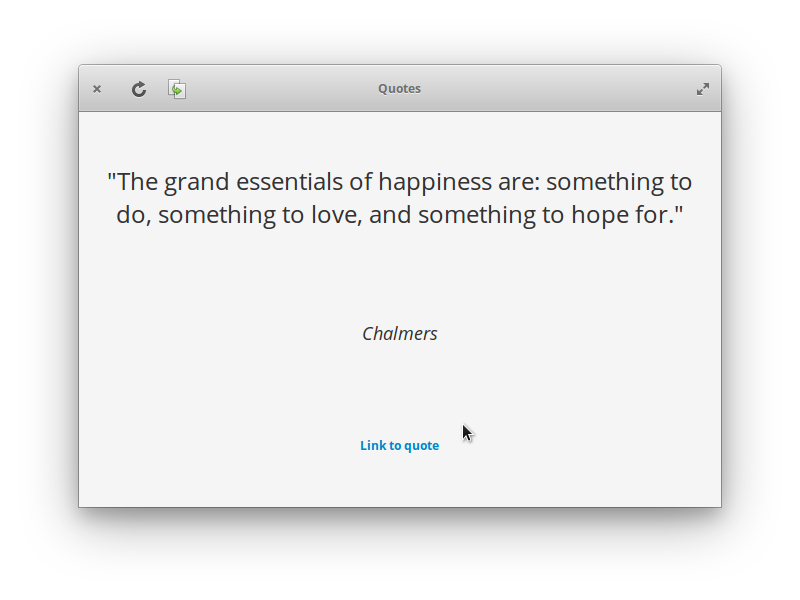 Quotes
"The grand essentials of happiness are: something to
do, something to love, and something to hope for."
Chalmers
Link to quote